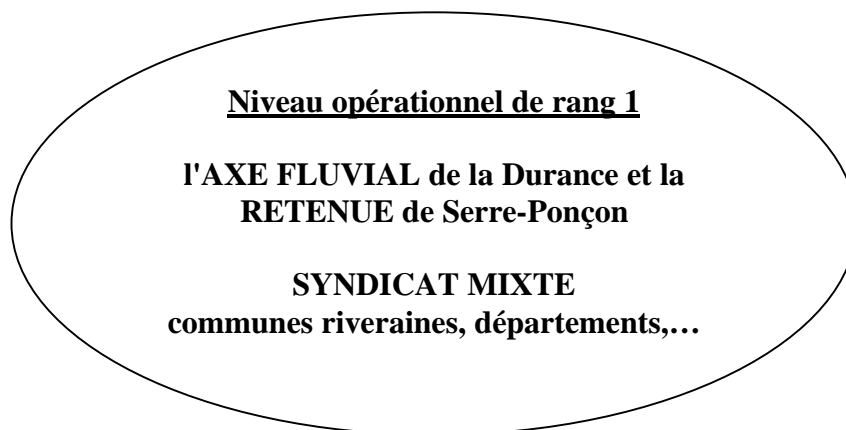 Niveau opérationnel de rang 1
l'AXE FLUVIAL de la Durance et la
RETENUE de Serre-Ponçon
SYNDICAT MIXTE
communes riveraines, départements,…